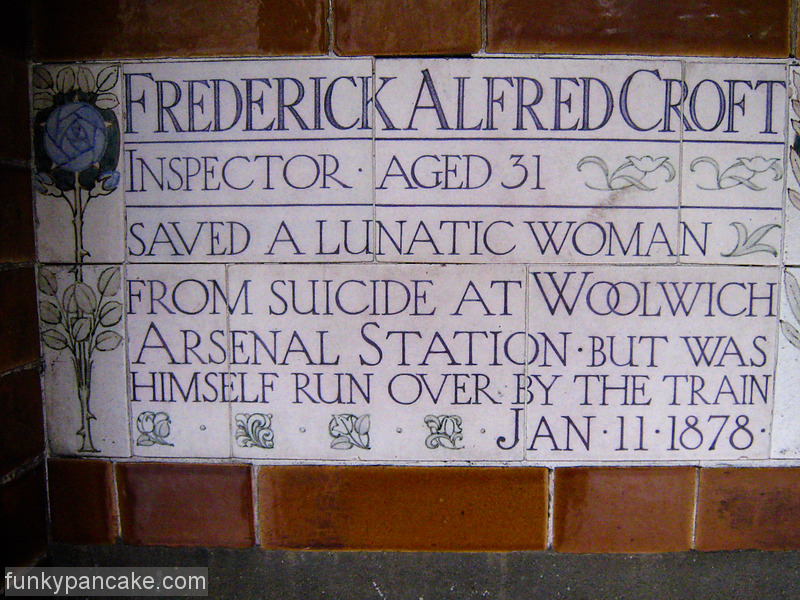 FREDERICK ALFRED CROFT
INSPECTOR · AGED 31
SAVED A LUNATIC WOMAN
FROM SUICIDE AT WOOLWICH
ARSENAL STATION · BUT WAS
HIMSELF RUN OVER BY THE TRAIN
JAN · 11 · 1878 ·
funkypancake.com